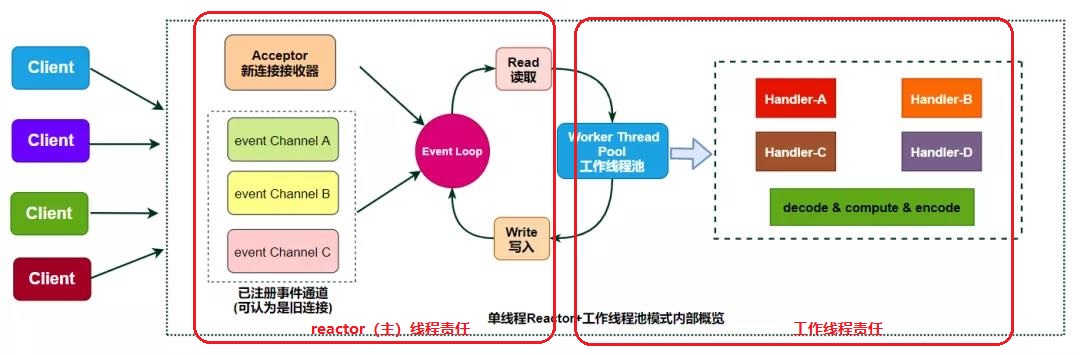 Client
Client
Client
Client
Acceptor
新连接接收器
event Channel A
event Channel B
event Channel C
已注册事件通道
(可认为是旧连接)
Event Loop
Read
读取
Write
写入
Worker Thread
Pool
工作线程池
Handler-A
Handler-B
Handler-C
Handler-D
decode & compute & encode
单线程Reactor+工作线程池模式内部概览
reactor（主）线程责任
工作线程责任